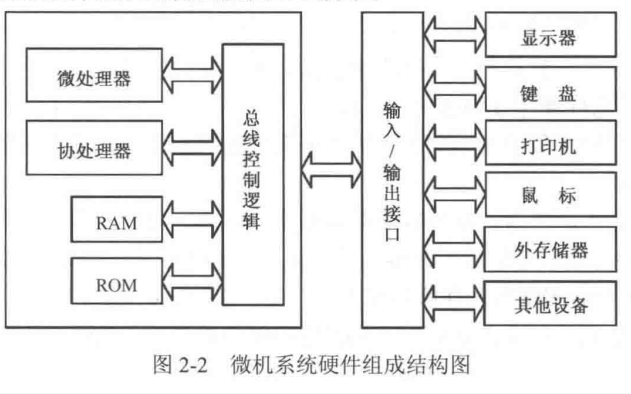 微处理器
协处理器
RAM
ROM
总线控制逻辑
输入/输出接口
显示器
键 盘
打印机
鼠 标
外存储器
其他设备
图 2-2 微机系统硬件组成结构图